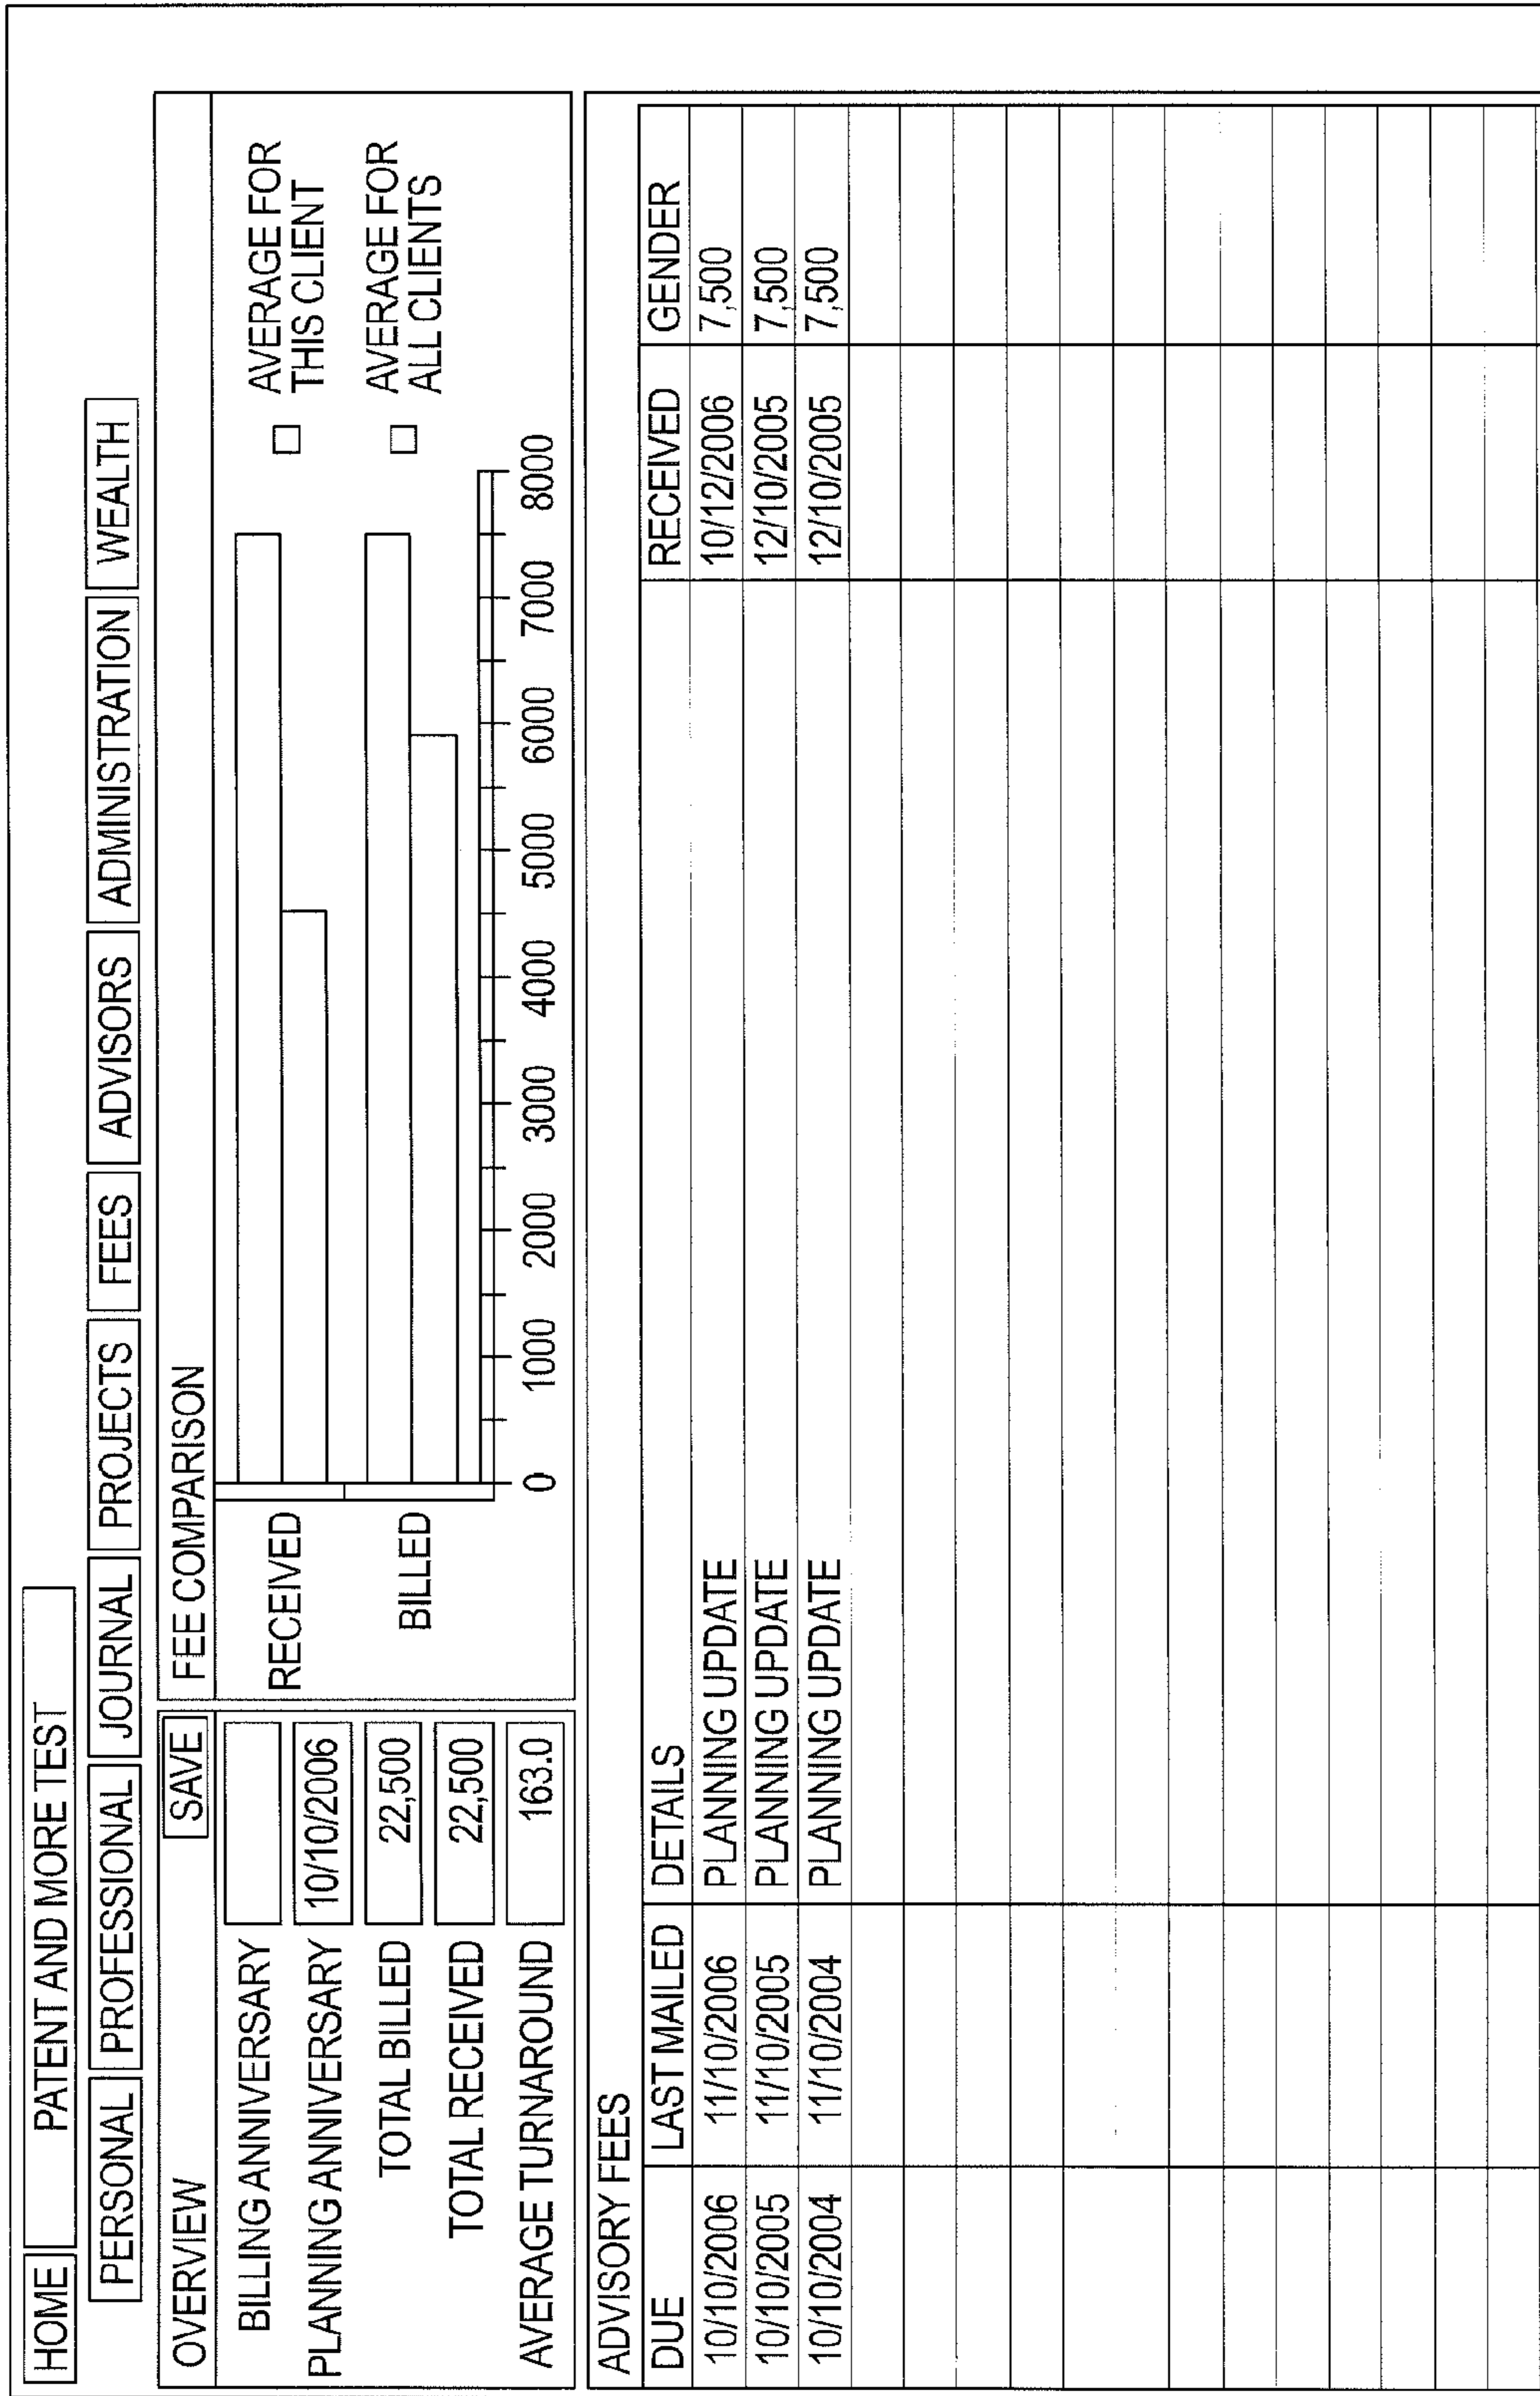 HOME PATENT AND MORE TEST
PERSONAL PROFESSIONAL JOURNAL PROJECTS FEES ADVISORS ADMINISTRATION WEALTH
OVERVIEW SAVE
BILLING ANNIVERSARY
PLANNING ANNIVERSARY 10/10/2006
TOTAL BILLED 22,500
TOTAL RECEIVED 22,500
AVERAGE TURNAROUND 163.0
FEE COMPARISON
RECEIVED
BILLED
0 1000 2000 3000 4000 5000 6000 7000 8000
AVERAGE FOR
THIS CLIENT
AVERAGE FOR
ALL CLIENTS
ADVISORY FEES
DUE LAST MAILED DETAILS RECEIVED GENDER
10/10/2006 11/10/2006 PLANNING UPDATE 10/12/2006 7,500
10/10/2005 11/10/2005 PLANNING UPDATE 12/10/2005 7,500
10/10/2004 11/10/2004 PLANNING UPDATE 12/10/2005 7,500